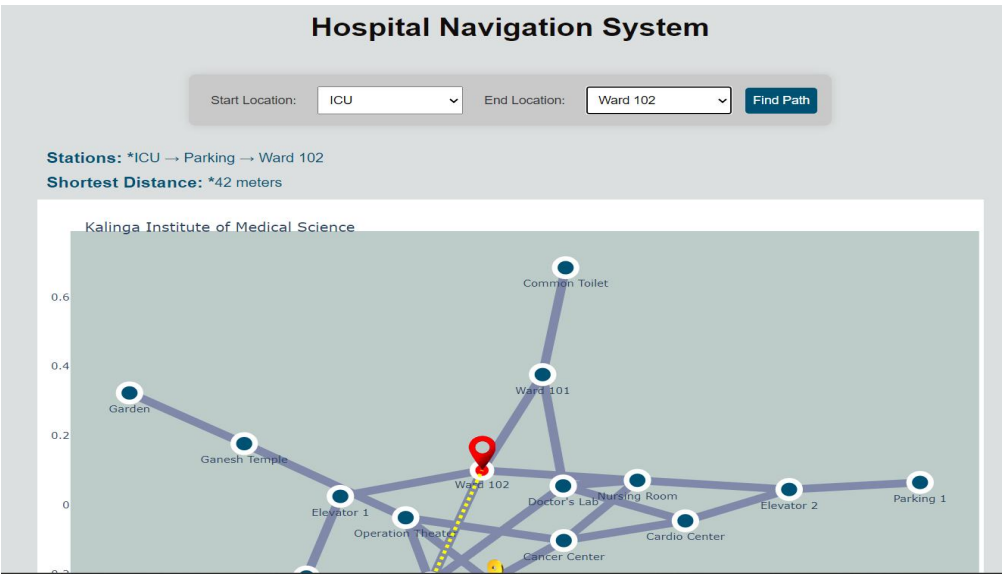 Hospital Navigation System
Start Location: ICU End Location: Ward 102 Find Path
Stations: *ICU → Parking → Ward 102
Shortest Distance: *42 meters
Kalinga Institute of Medical Science
Common Toilet
0.6
0.4
Ward 101
Garden
0.2
Ganesh Temple
Ward 102
Nursing Room
Doctor's Lab
Parking 1
0
Elevator 1
Elevator 2
Operation Theater
Cardio Center
Cancer Center